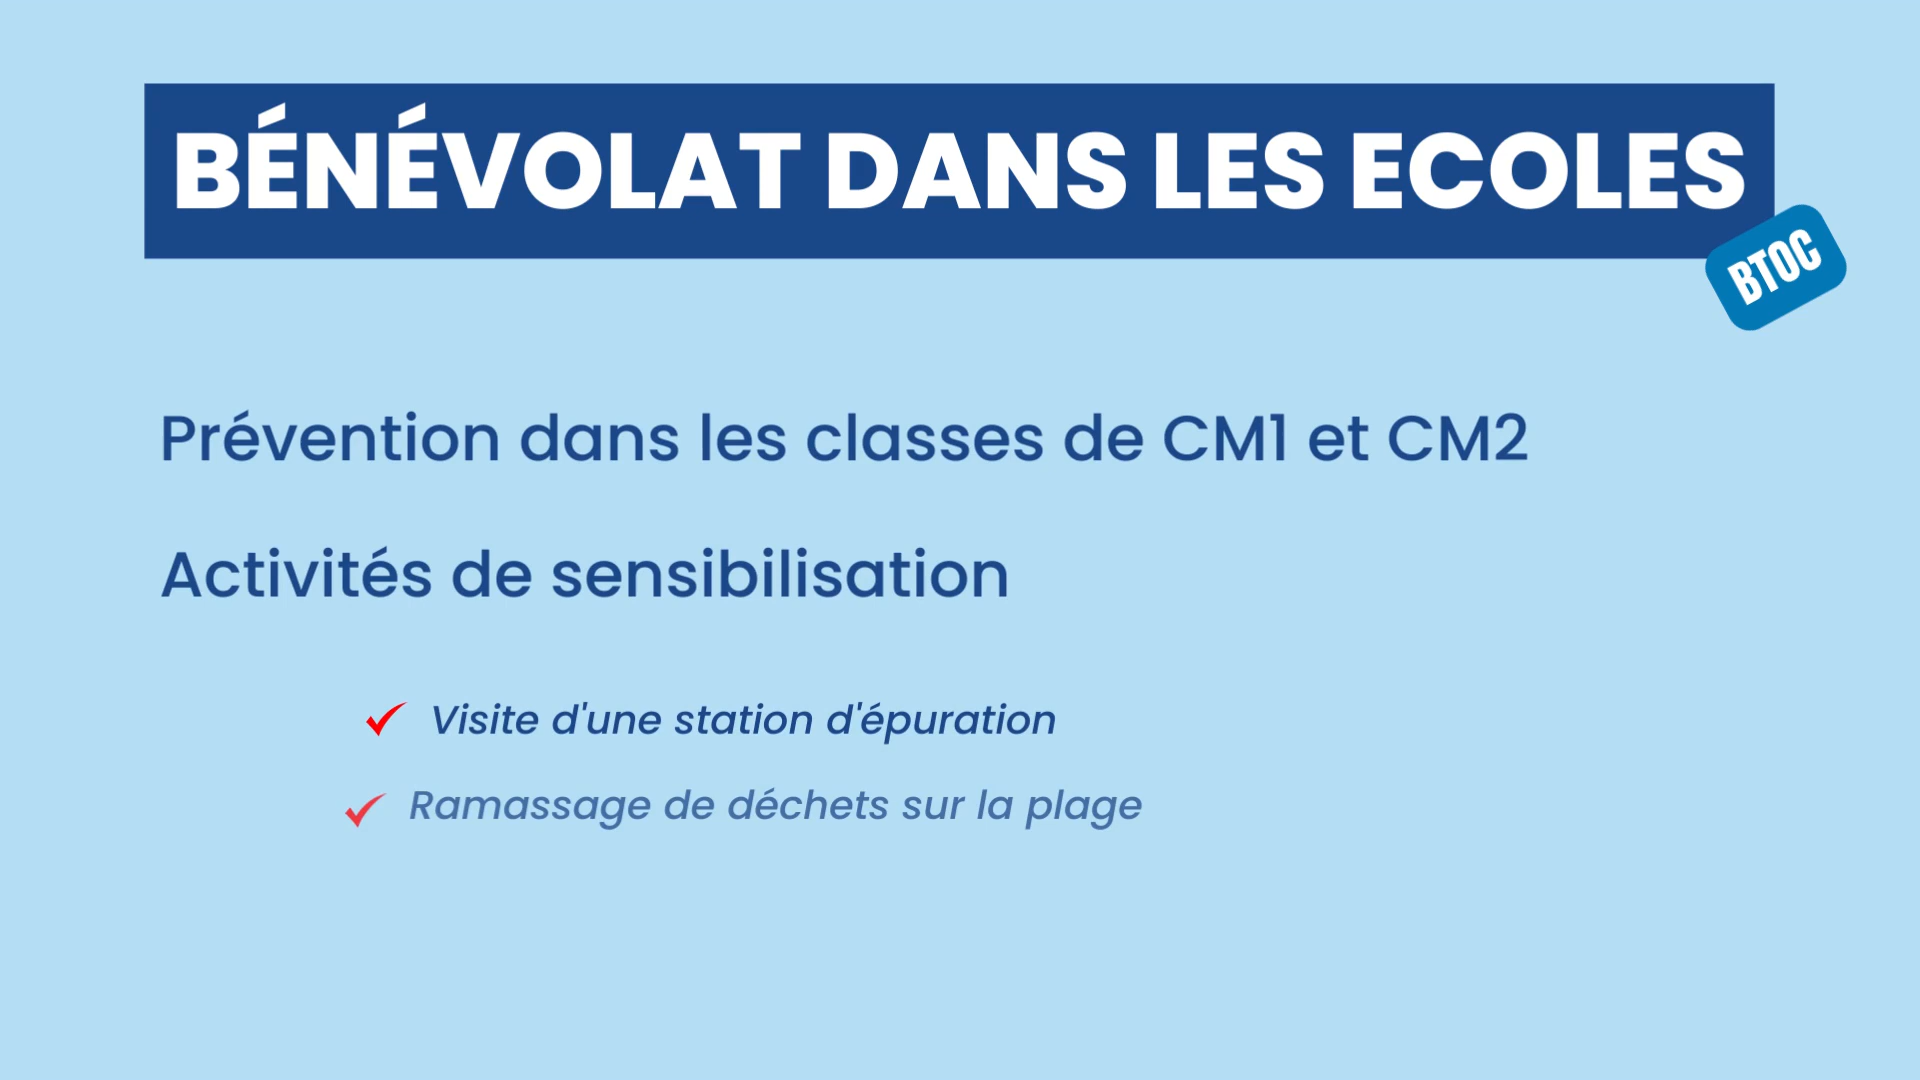 BÉNÉVOLAT DANS LES ECOLES
BTOC
Prévention dans les classes de CM1 et CM2
Activités de sensibilisation
Visite d'une station d'épuration
Ramassage de déchets sur la plage